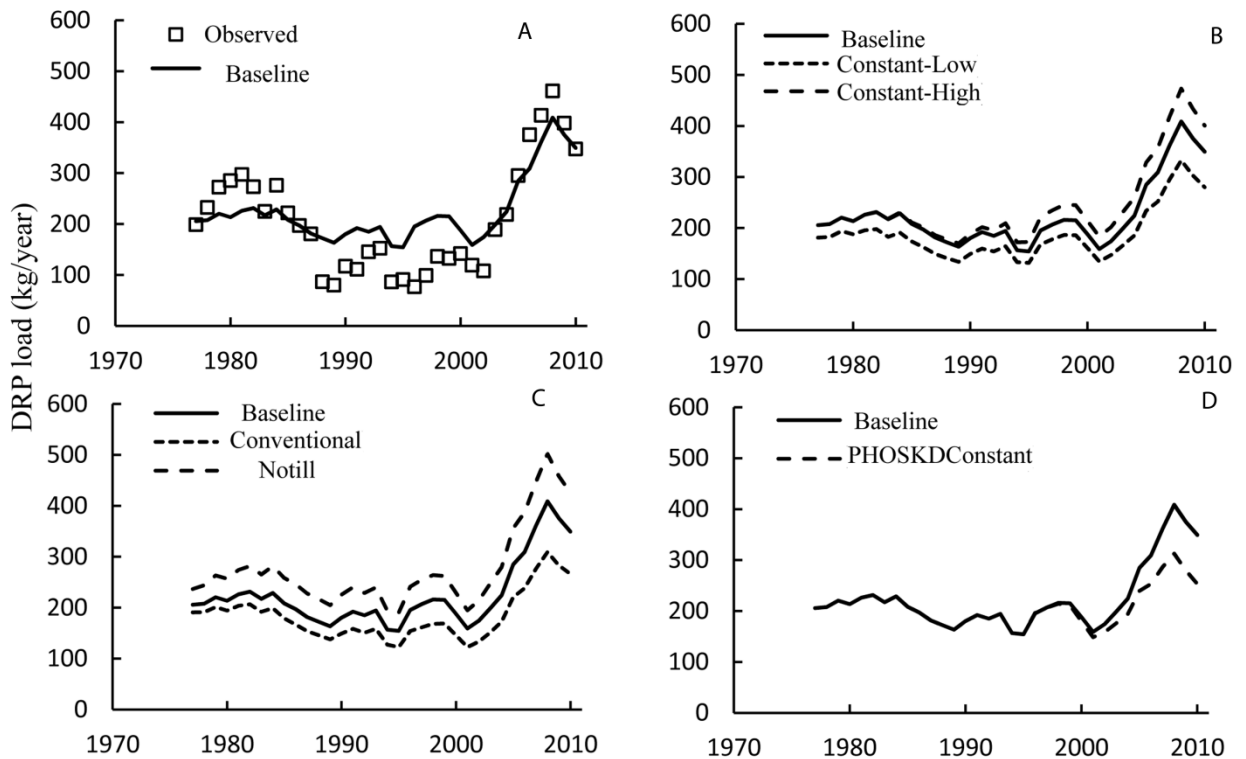 DRP load (kg/year)
A
Observed
Baseline
600
500
400
300
200
100
0
1970 1980 1990 2000 2010
B
Baseline
Constant-Low
Constant-High
600
500
400
300
200
100
0
1970 1980 1990 2000 2010
C
Baseline
Conventional
Notill
600
500
400
300
200
100
0
1970 1980 1990 2000 2010
D
Baseline
PHOSKDConstant
600
500
400
300
200
100
0
1970 1980 1990 2000 2010